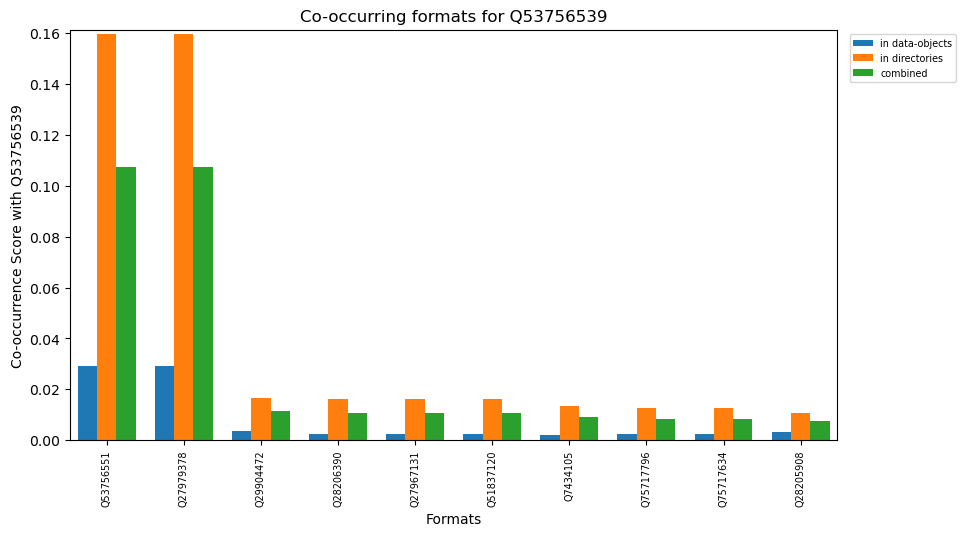 Co-occurring formats for Q53756539
in data-objects
in directories
combined
Co-occurrence Score with Q53756539
0.16
0.14
0.12
0.10
0.08
0.06
0.04
0.02
0.00
Q53756551
Q27979378
Q29904472
Q28206390
Q27967131
Q51837120
Q7434105
Q75717796
Q75717634
Q28205908
Formats